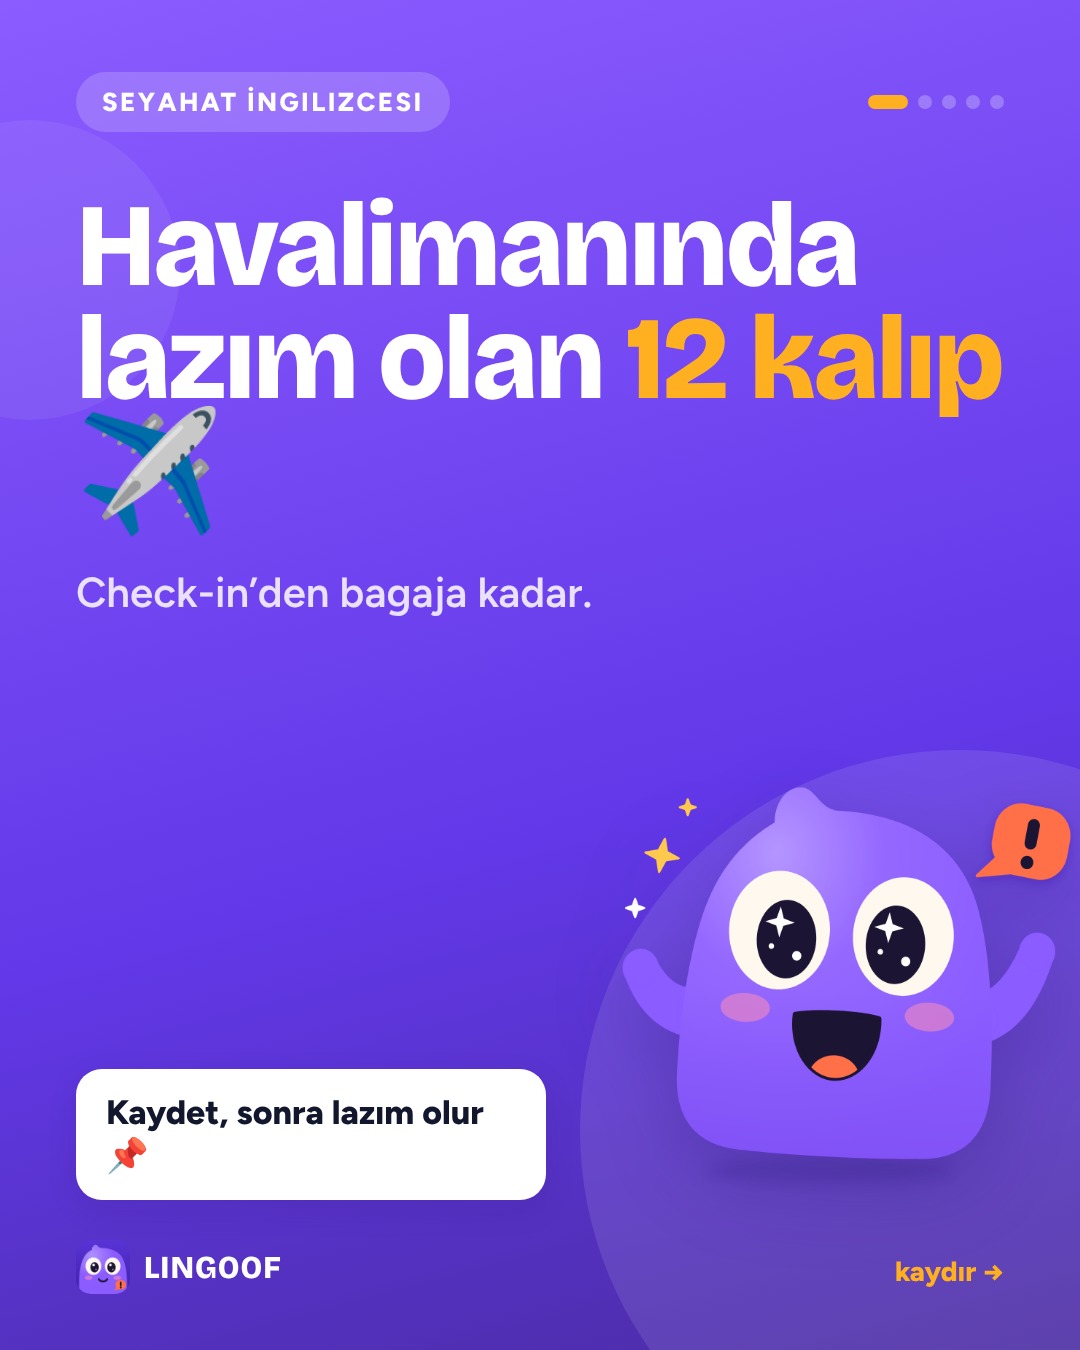 SEYAHAT İNGILIZCESI
Havalimanında
lazım olan 12 kalıp
✈️
Check-in’den bagaja kadar.
!
Kaydet, sonra lazım olur
📌
LINGOOF
kaydır →